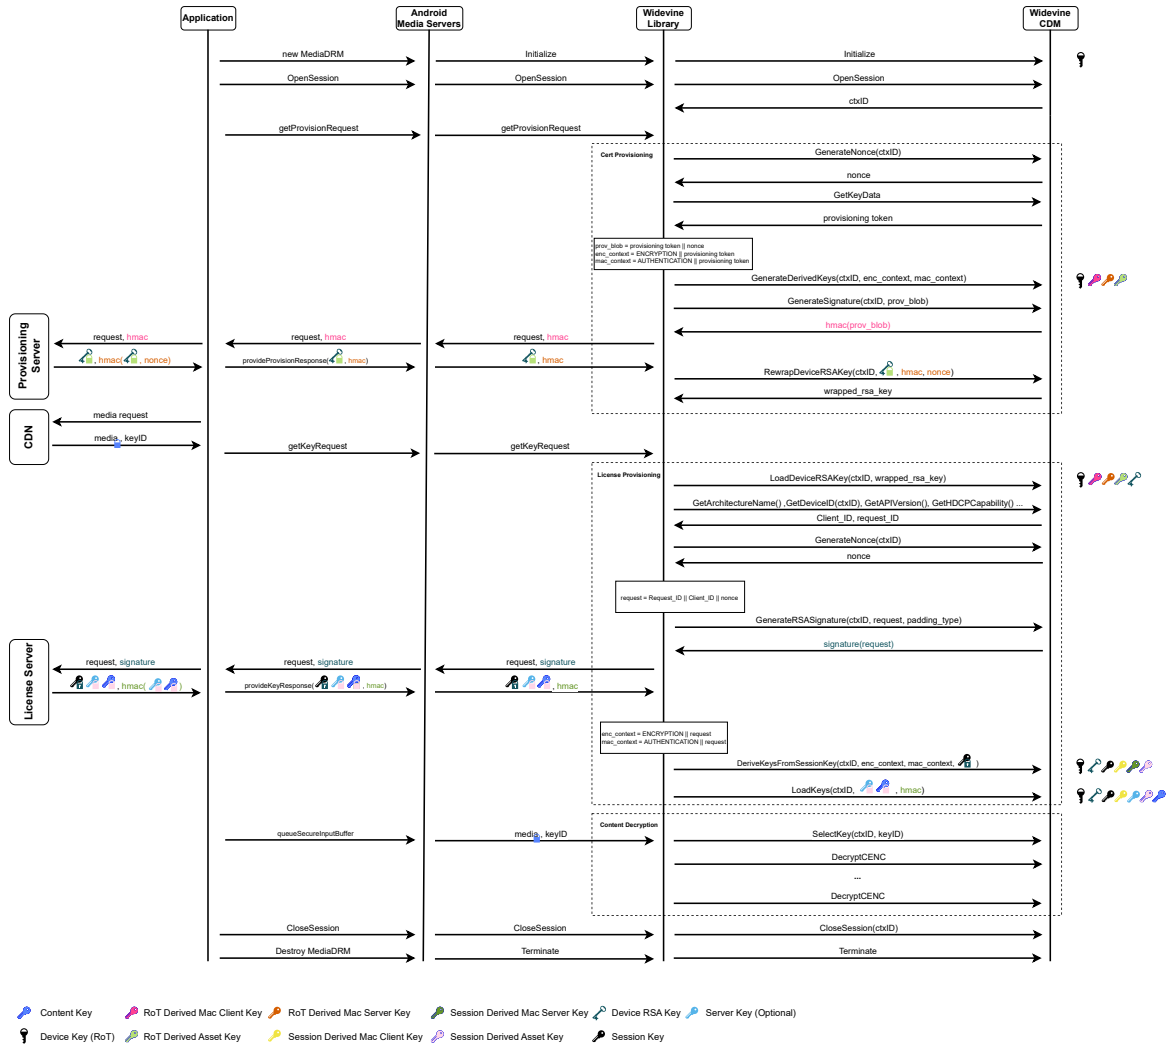 Application
Android
Media Servers
Widevine
Library
Widevine
CDM
new MediaDRM
Initialize
Initialize
OpenSession
OpenSession
OpenSession
ctxID
getProvisionRequest
getProvisionRequest
Cert Provisioning
GenerateNonce(ctxID)
nonce
GetKeyData
provisioning token
prov_blob = provisioning token || nonce
enc_context = ENCRYPTION || provisioning token
mac_context = AUTHENTICATION || provisioning token
GenerateDerivedKeys(ctxID, enc_context, mac_context)
GenerateSignature(ctxID, prov_blob)
hmac(prov_blob)
Provisioning
Server
request, hmac
request, hmac
request, hmac
, hmac( , nonce)
provideProvisionResponse( , hmac)
, hmac
RewrapDeviceRSAKey(ctxID, , hmac, nonce)
wrapped_rsa_key
CDN
media request
media , keyID
getKeyRequest
getKeyRequest
License Provisioning
LoadDeviceRSAKey(ctxID, wrapped_rsa_key)
GetArchitectureName() ,GetDeviceID(ctxID), GetAPIVersion(), GetHDCPCapability() ...
Client_ID, request_ID
GenerateNonce(ctxID)
nonce
request = Request_ID || Client_ID || nonce
GenerateRSASignature(ctxID, request, padding_type)
signature(request)
License Server
request, signature
request, signature
request, signature
, hmac( )
provideKeyResponse( , hmac)
, hmac
enc_context = ENCRYPTION || request
mac_context = AUTHENTICATION || request
DeriveKeysFromSessionKey(ctxID, enc_context, mac_context, )
LoadKeys(ctxID, , hmac)
Content Decryption
queueSecureInputBuffer
media , keyID
SelectKey(ctxID, keyID)
DecryptCENC
...
DecryptCENC
CloseSession
CloseSession
CloseSession(ctxID)
Destroy MediaDRM
Terminate
Terminate
Content Key
RoT Derived Mac Client Key
RoT Derived Mac Server Key
Session Derived Mac Server Key
Device RSA Key
Server Key (Optional)
Device Key (RoT)
RoT Derived Asset Key
Session Derived Mac Client Key
Session Derived Asset Key
Session Key